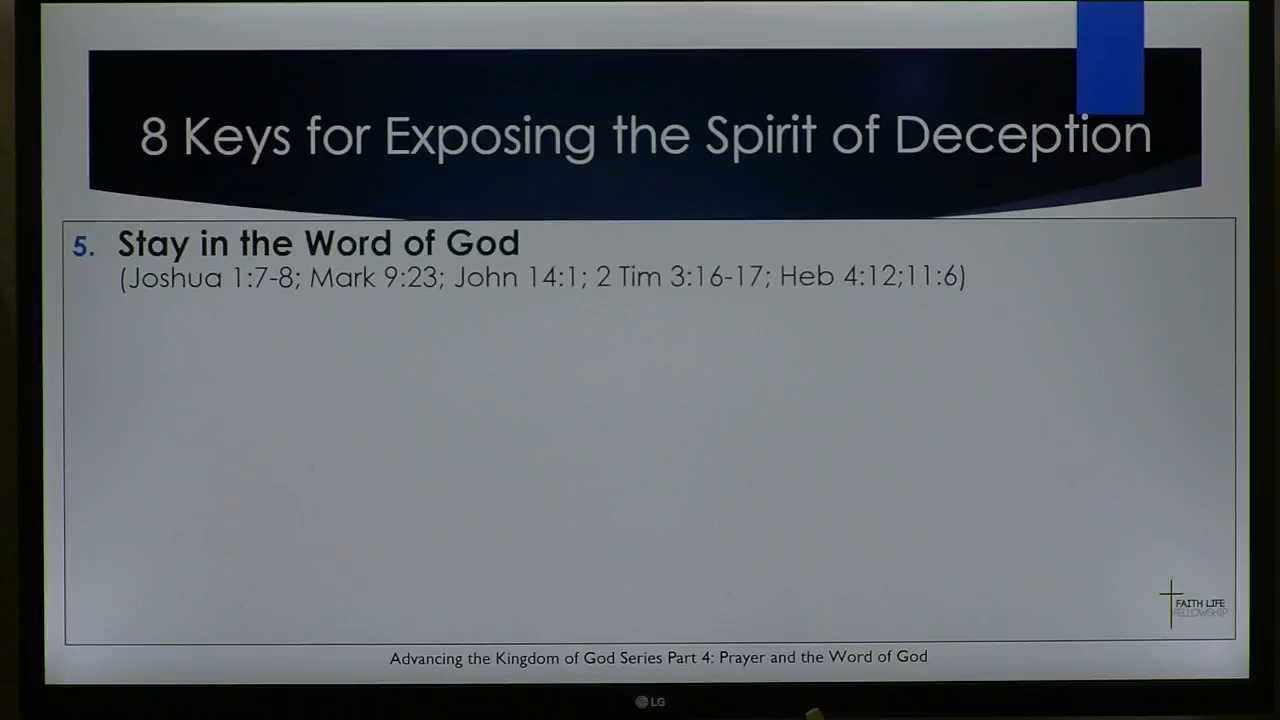 8 Keys for Exposing the Spirit of Deception
5. Stay in the Word of God
(Joshua 1:7-8; Mark 9:23; John 14:1; 2 Tim 3:16-17; Heb 4:12;11:6)
FAITH LIFE
FELLOWSHIP
Advancing the Kingdom of God Series Part 4: Prayer and the Word of God
LG